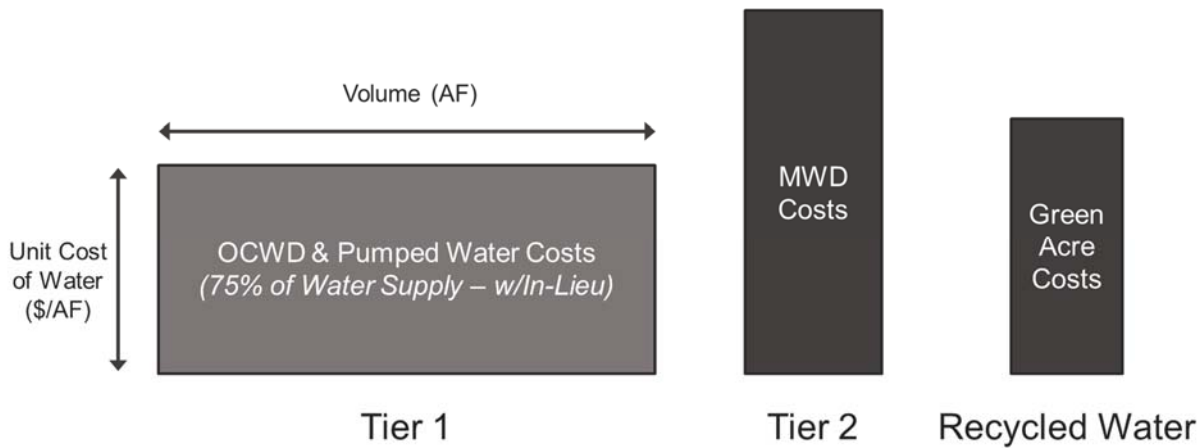 Volume (AF)
Unit Cost
of Water
($/AF)
OCWD & Pumped Water Costs
(75% of Water Supply – w/In-Lieu)
MWD
Costs
Green
Acre
Costs
Tier 1
Tier 2
Recycled Water